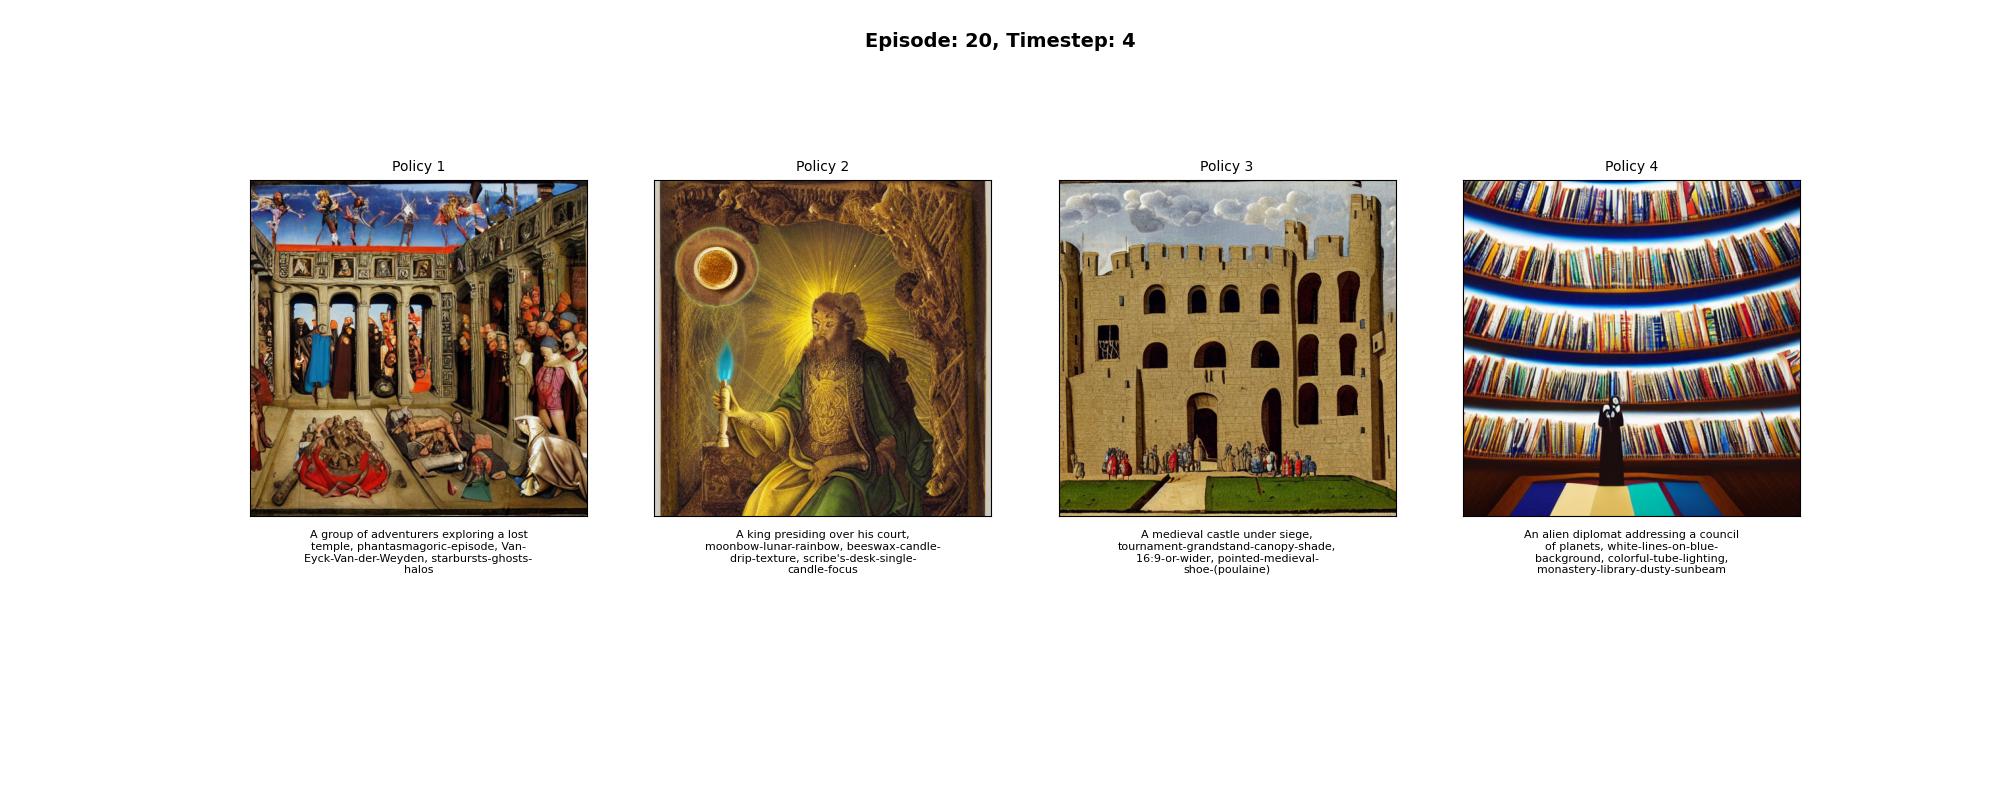 Episode: 20, Timestep: 4
Policy 1
A group of adventurers exploring a lost
temple, phantasmagoric-episode, Van-
Eyck-Van-der-Weyden, starbursts-ghosts-
halos
Policy 2
A king presiding over his court,
moonbow-lunar-rainbow, beeswax-candle-
drip-texture, scribe's-desk-single-
candle-focus
Policy 3
A medieval castle under siege,
tournament-grandstand-canopy-shade,
16:9-or-wider, pointed-medieval-
shoe-(poulaine)
Policy 4
An alien diplomat addressing a council
of planets, white-lines-on-blue-
background, colorful-tube-lighting,
monastery-library-dusty-sunbeam